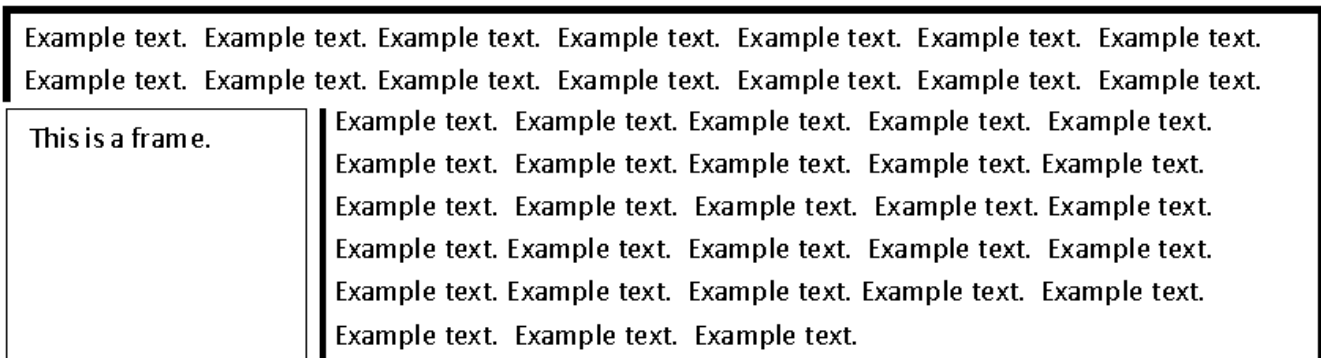 Example text.  Example text. Example text.  Example text.  Example text.  Example text.  Example text.
Example text.  Example text. Example text.  Example text.  Example text.  Example text.  Example text.
This is a frame.
Example text.  Example text. Example text.  Example text.  Example text.
Example text.  Example text. Example text.  Example text. Example text.
Example text.  Example text.  Example text.  Example text. Example text.
Example text. Example text.  Example text.  Example text.  Example text.
Example text. Example text.  Example text. Example text.  Example text.
Example text.  Example text.  Example text.